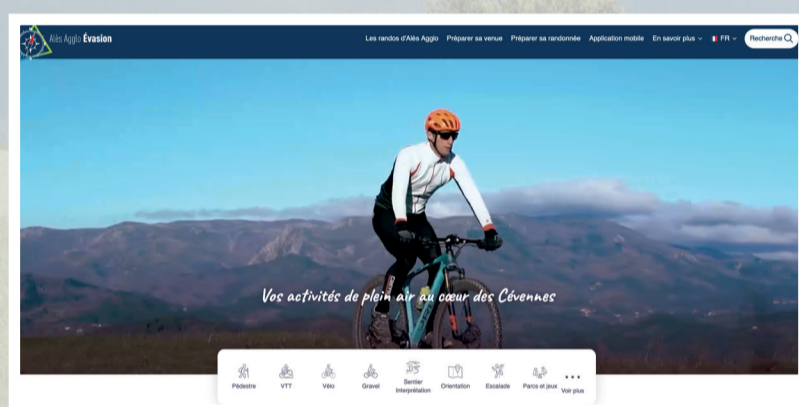 Alès Agglo Évasion
Les randos d'Alès Agglo Préparer sa venue Préparer sa randonnée Application mobile En savoir plus FR Recherche
Vos activités de plein air au cœur des Cévennes
Pédestre VTT Vélo Gravel Sentier Interprétation Orientation Escalade Parcs et jeux Voir plus